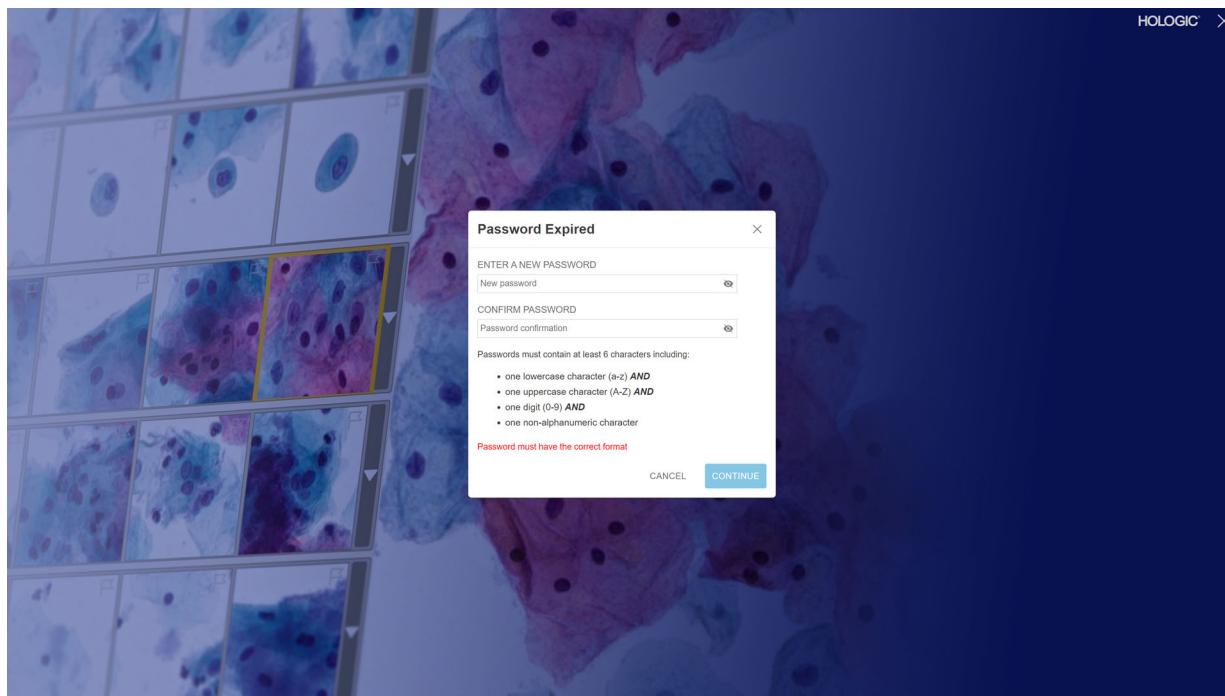 HOLOGIC
Password Expired
ENTER A NEW PASSWORD
New password
CONFIRM PASSWORD
Password confirmation
Passwords must contain at least 6 characters including:
• one lowercase character (a-z) AND
• one uppercase character (A-Z) AND
• one digit (0-9) AND
• one non-alphanumeric character
Password must have the correct format
CANCEL
CONTINUE